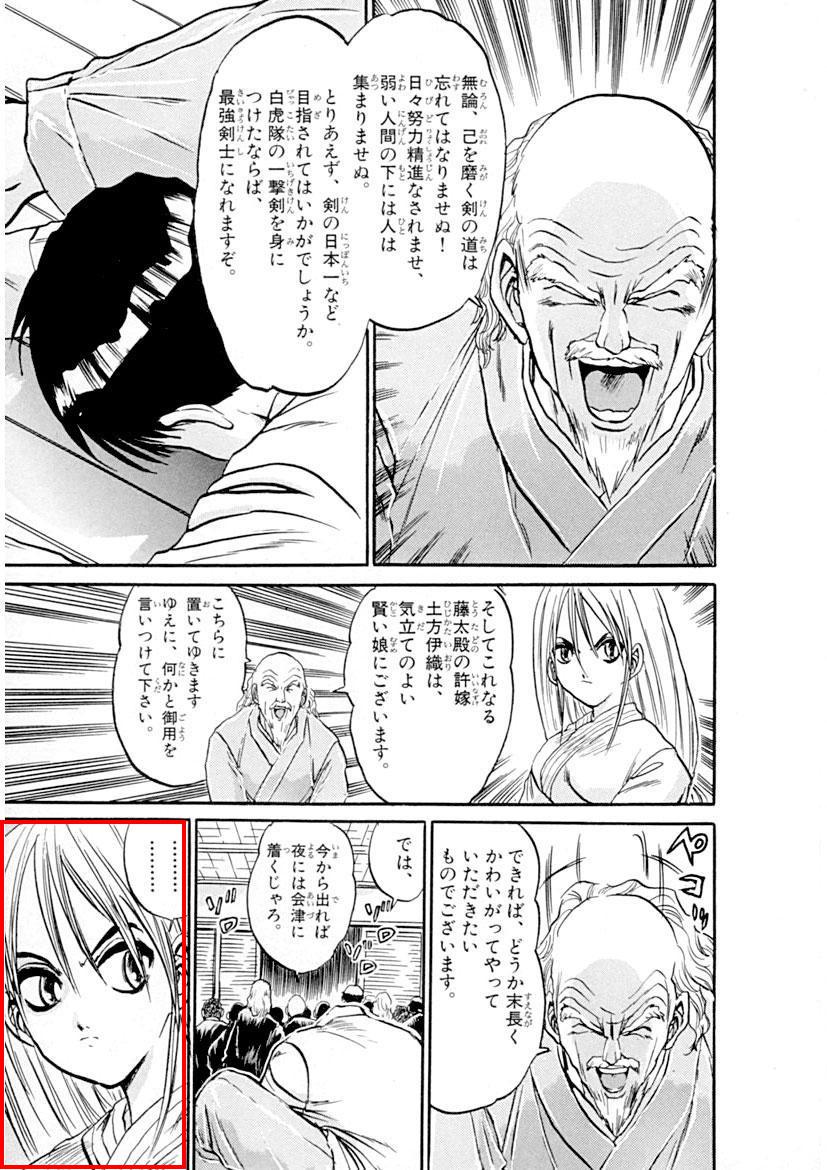 無論、己を磨く剣の道は
忘れてはなりませぬ!
日々努力精進なされませ、
弱い人間の下には人は
集まりませぬ。
とりあえず、剣の日本一など
目指されてはいかがでしょうか。
白虎隊の一撃剣を身に
つけたならば、
最強剣士になれますぞ。
そしてこれなる
藤太殿の許嫁
土方伊織は、
気立てのよい
賢い娘にございます。
こちらに
置いてゆきます
ゆえに、何かと御用を
言いつけて下さい。
ペコ
できれば、どうか末長く
かわいがってやって
いただきたい
ものでございます。
では、
今から出れば
夜には会津に
着くじゃろ。
ゾロ
ゾロ
………
………